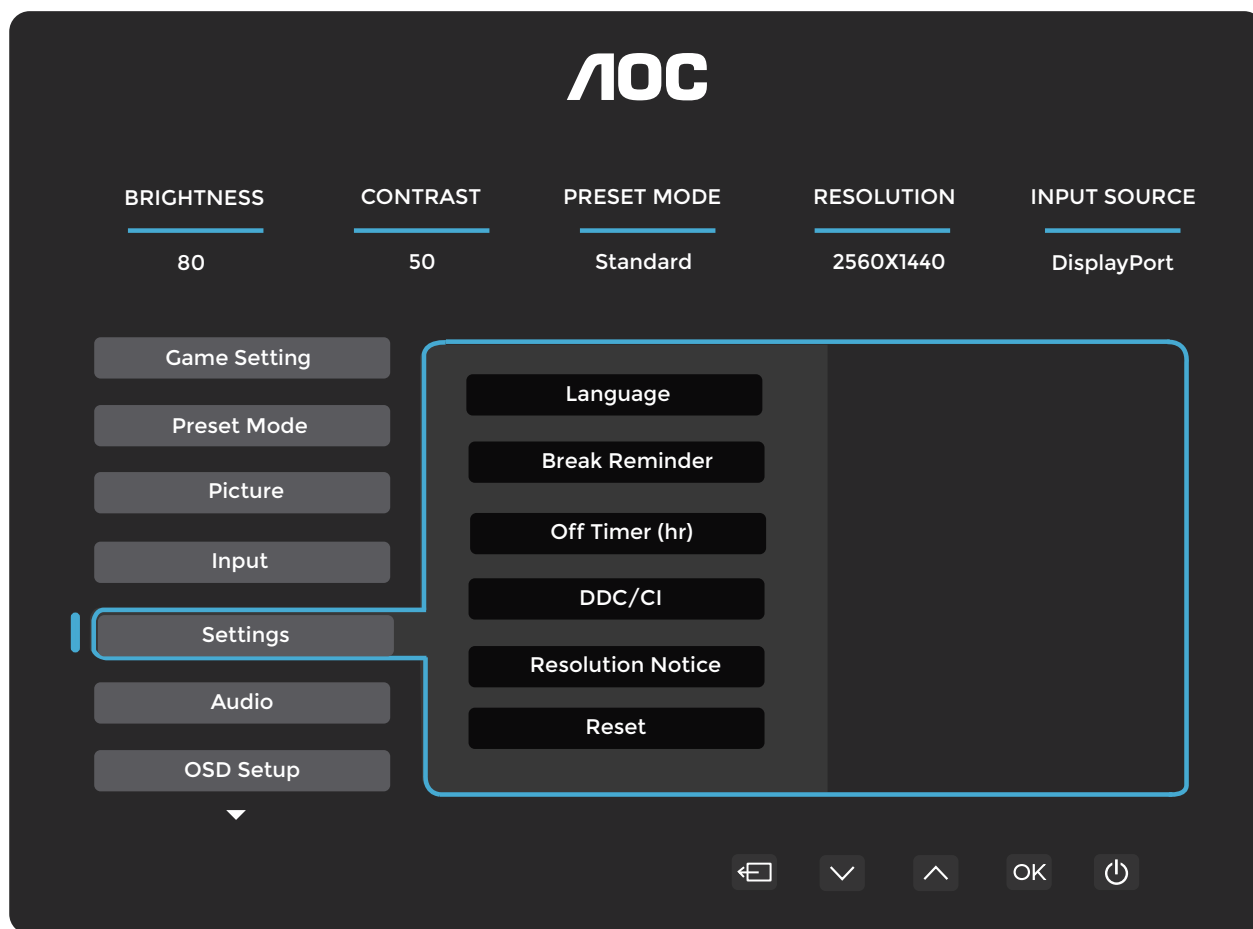 AOC
BRIGHTNESS CONTRAST PRESET MODE RESOLUTION INPUT SOURCE
80 50 Standard 2560X1440 DisplayPort
Game Setting
Preset Mode
Picture
Input
Settings
Audio
OSD Setup
Language
Break Reminder
Off Timer (hr)
DDC/CI
Resolution Notice
Reset
OK